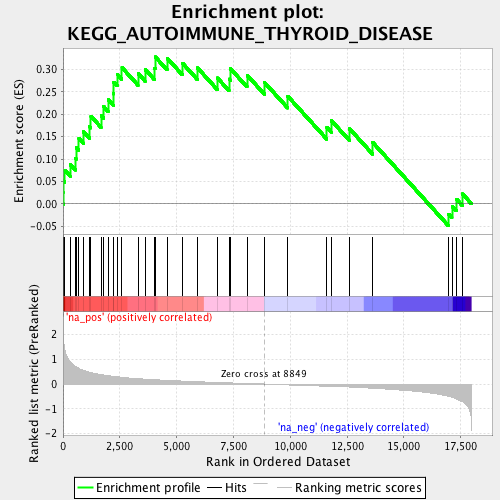 Enrichment plot:
KEGG_AUTOIMMUNE_THYROID_DISEASE
Enrichment score (ES)
0.30
0.25
0.20
0.15
0.10
0.05
0.00
-0.05
'na_pos' (positively correlated)
Ranked list metric (PreRanked)
2
1
0
-1
-2
Zero cross at 8849
'na_neg' (negatively correlated)
0 2,500 5,000 7,500 10,000 12,500 15,000 17,500
Rank in Ordered Dataset
Enrichment profile Hits Ranking metric scores